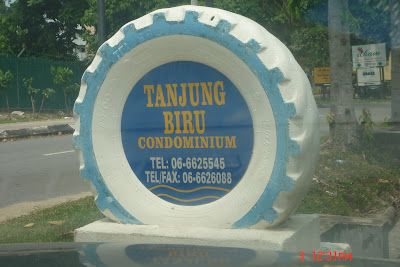 TANJUNG
BIRU
CONDOMINIUM
TEL: 06-6625545
TEL/FAX: 06-6626088